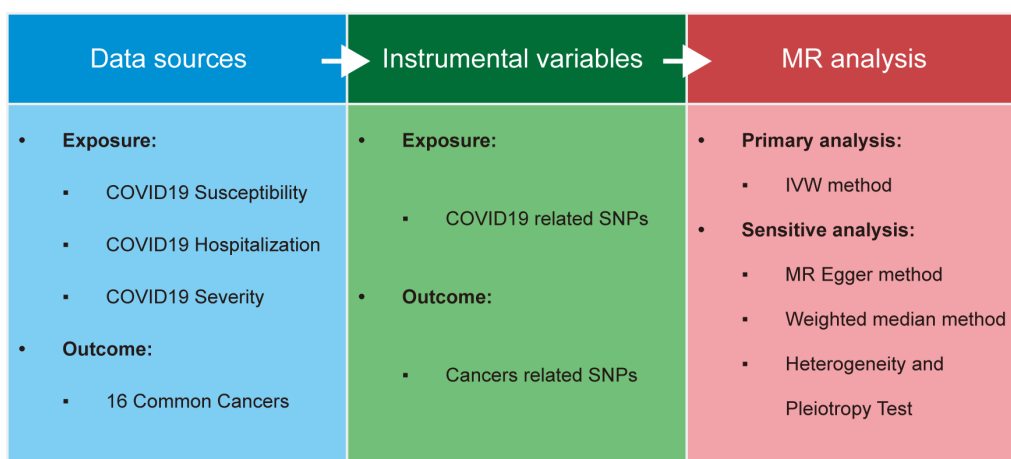 Data sources
Instrumental variables
MR analysis
• Exposure:
▪ COVID19 Susceptibility
▪ COVID19 Hospitalization
▪ COVID19 Severity
• Outcome:
▪ 16 Common Cancers
• Exposure:
▪ COVID19 related SNPs
• Outcome:
▪ Cancers related SNPs
• Primary analysis:
▪ IVW method
• Sensitive analysis:
▪ MR Egger method
▪ Weighted median method
▪ Heterogeneity and
Pleiotropy Test